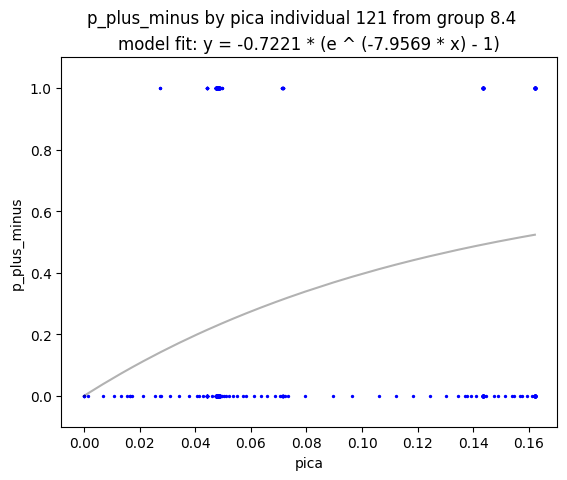 p_plus_minus by pica individual 121 from group 8.4
model fit: y = -0.7221 * (e ^ (-7.9569 * x) - 1)
1.0
0.8
0.6
0.4
0.2
0.0
p_plus_minus
0.00 0.02 0.04 0.06 0.08 0.10 0.12 0.14 0.16
pica